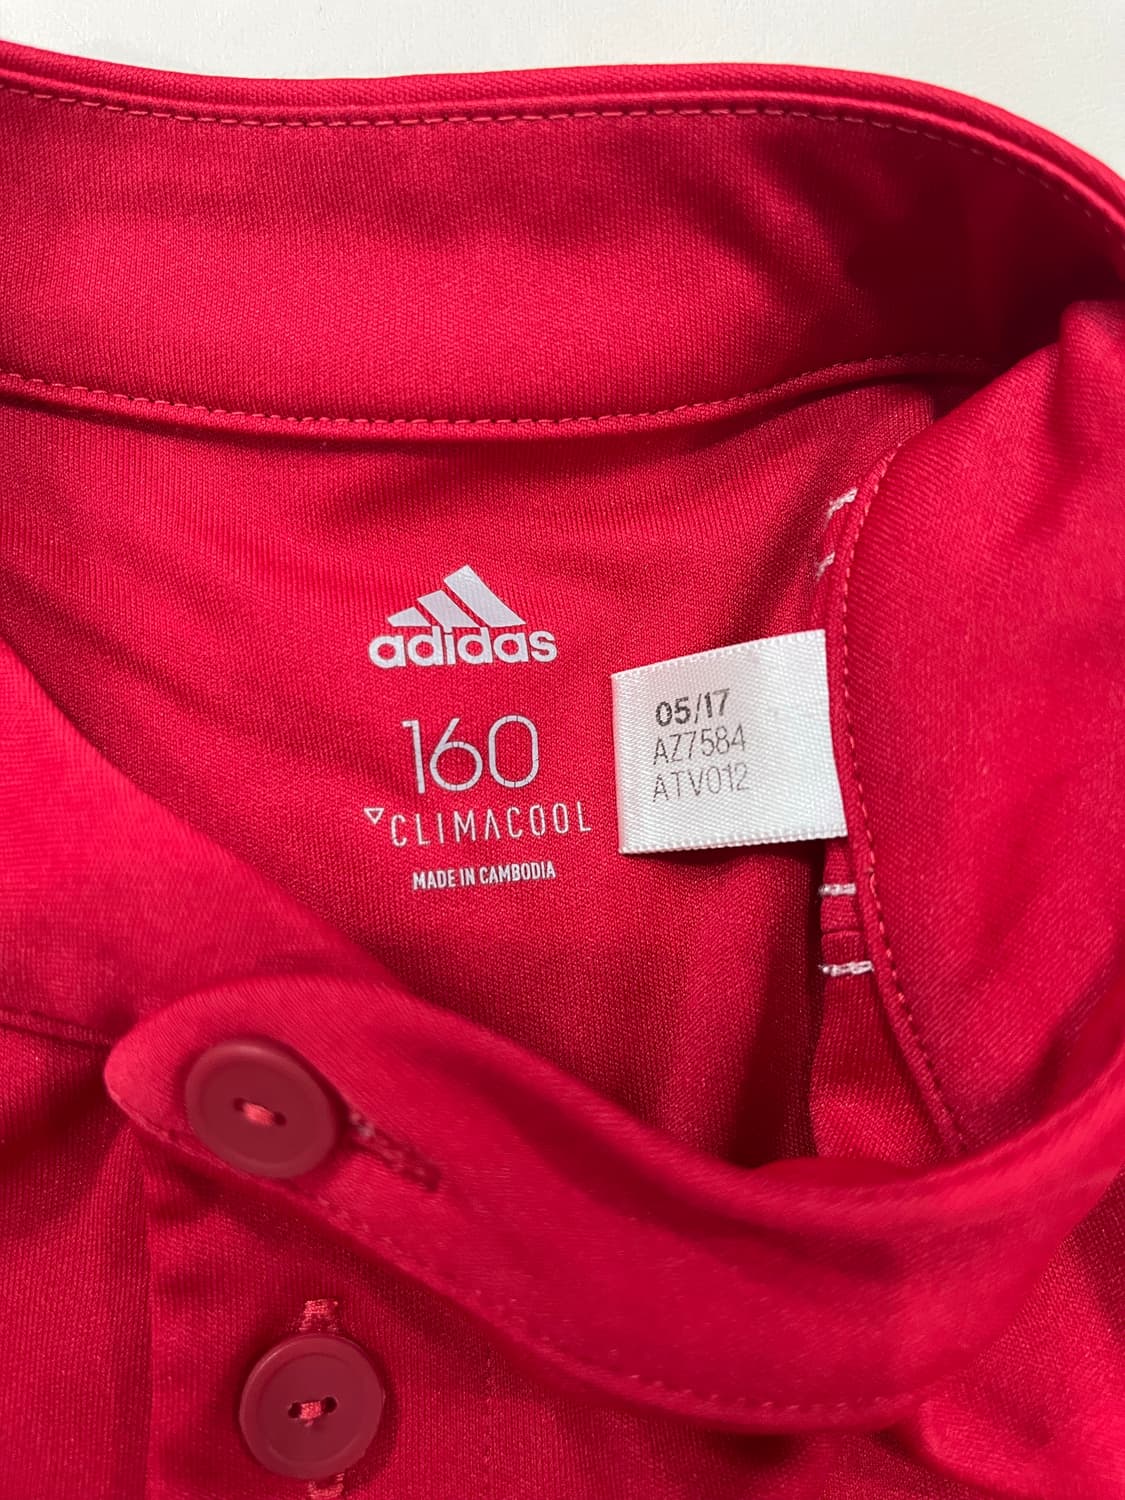 adidas
160
CLIMACOOL
MADE IN CAMBODIA
05/17
AZ7584
ATV012